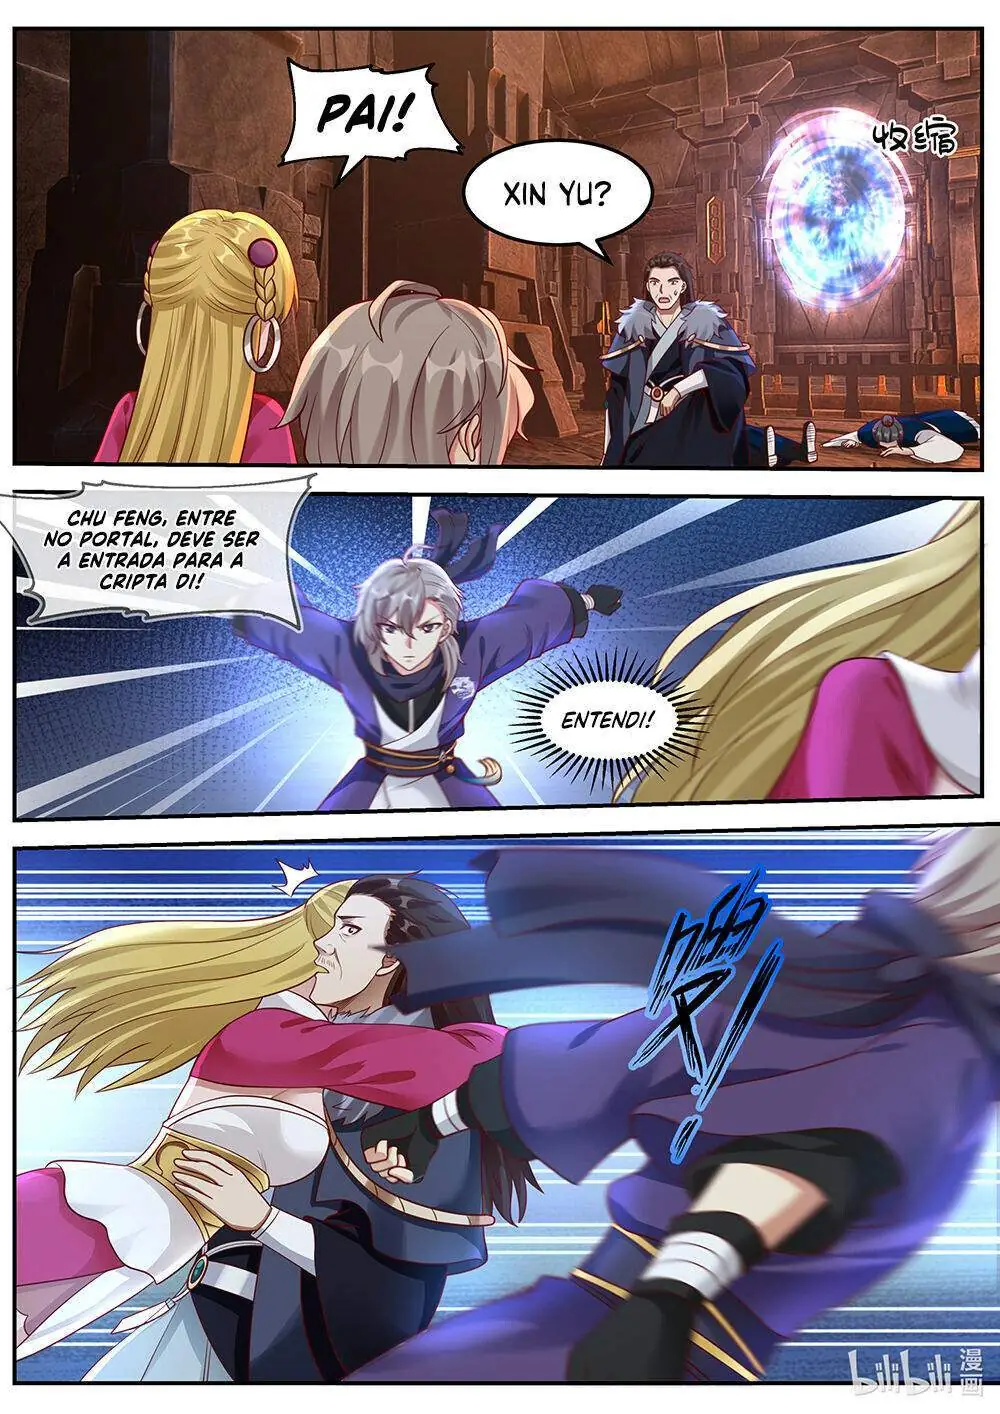 PAI!
XIN YU?
收缩
CHU FENG, ENTRE
NO PORTAL, DEVE SER
A ENTRADA PARA A
CRIPTA DI!
ENTENDI!
bilibili
漫画